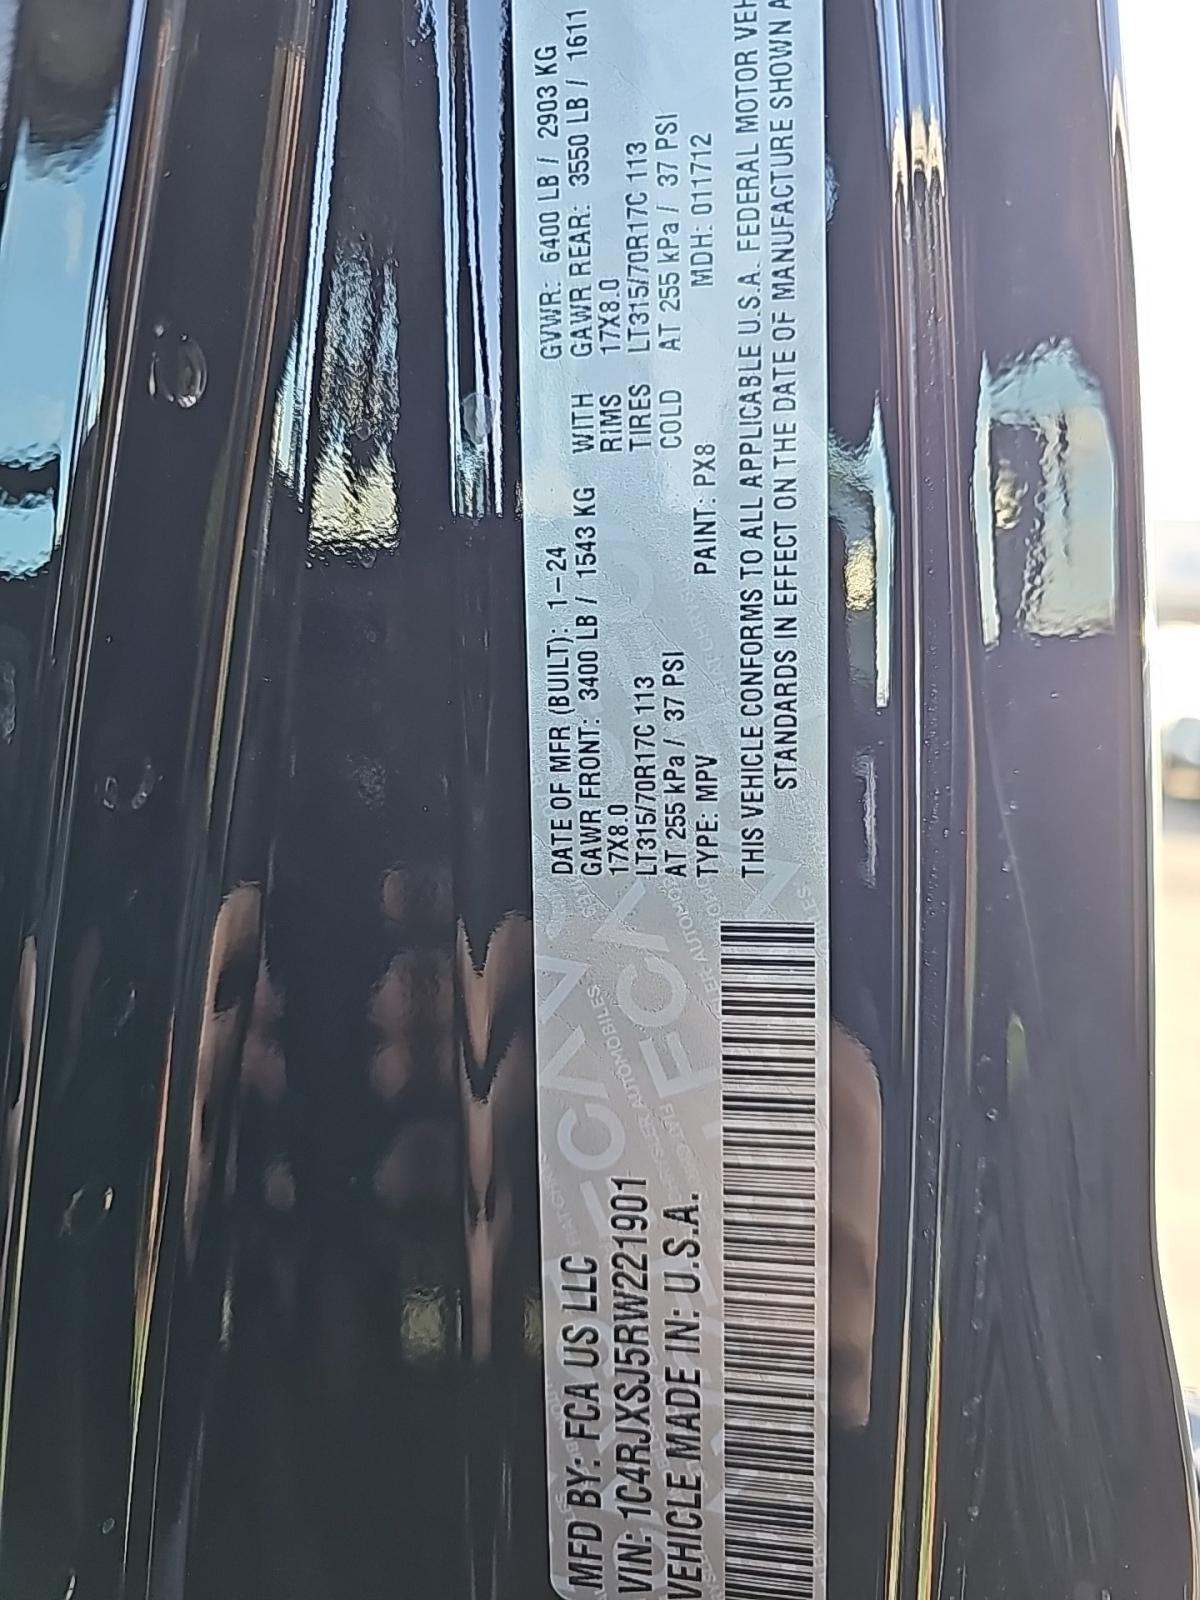 MFD BY: FCA US LLC
VIN: 1C4RJXSJ5RW221901
VEHICLE MADE IN: U.S.A.
DATE OF MFR (BUILT): 1-24 GVWR: 6400 LB / 2903 KG
GAWR FRONT: 3400 LB / 1543 KG WITH GAWR REAR: 3550 LB / 1611
17X8.0 RIMS 17X8.0
LT315/70R17C 113 TIRES LT315/70R17C 113
AT 255 kPa / 37 PSI COLD AT 255 kPa / 37 PSI
TYPE: MPV PAINT: PX8 MDH: 011712
THIS VEHICLE CONFORMS TO ALL APPLICABLE U.S.A. FEDERAL MOTOR VEH
STANDARDS IN EFFECT ON THE DATE OF MANUFACTURE SHOWN A